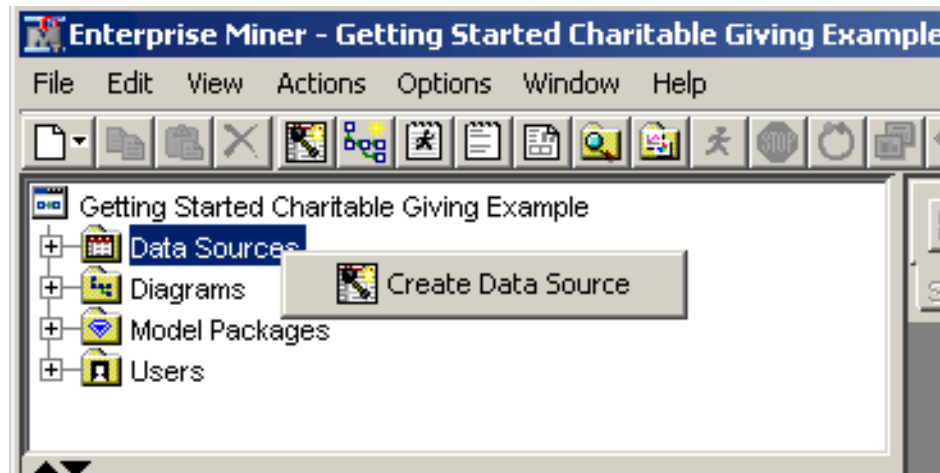 Enterprise Miner - Getting Started Charitable Giving Example
File Edit View Actions Options Window Help
STOP
Getting Started Charitable Giving Example
Data Sources
Create Data Source
Diagrams
Model Packages
Users